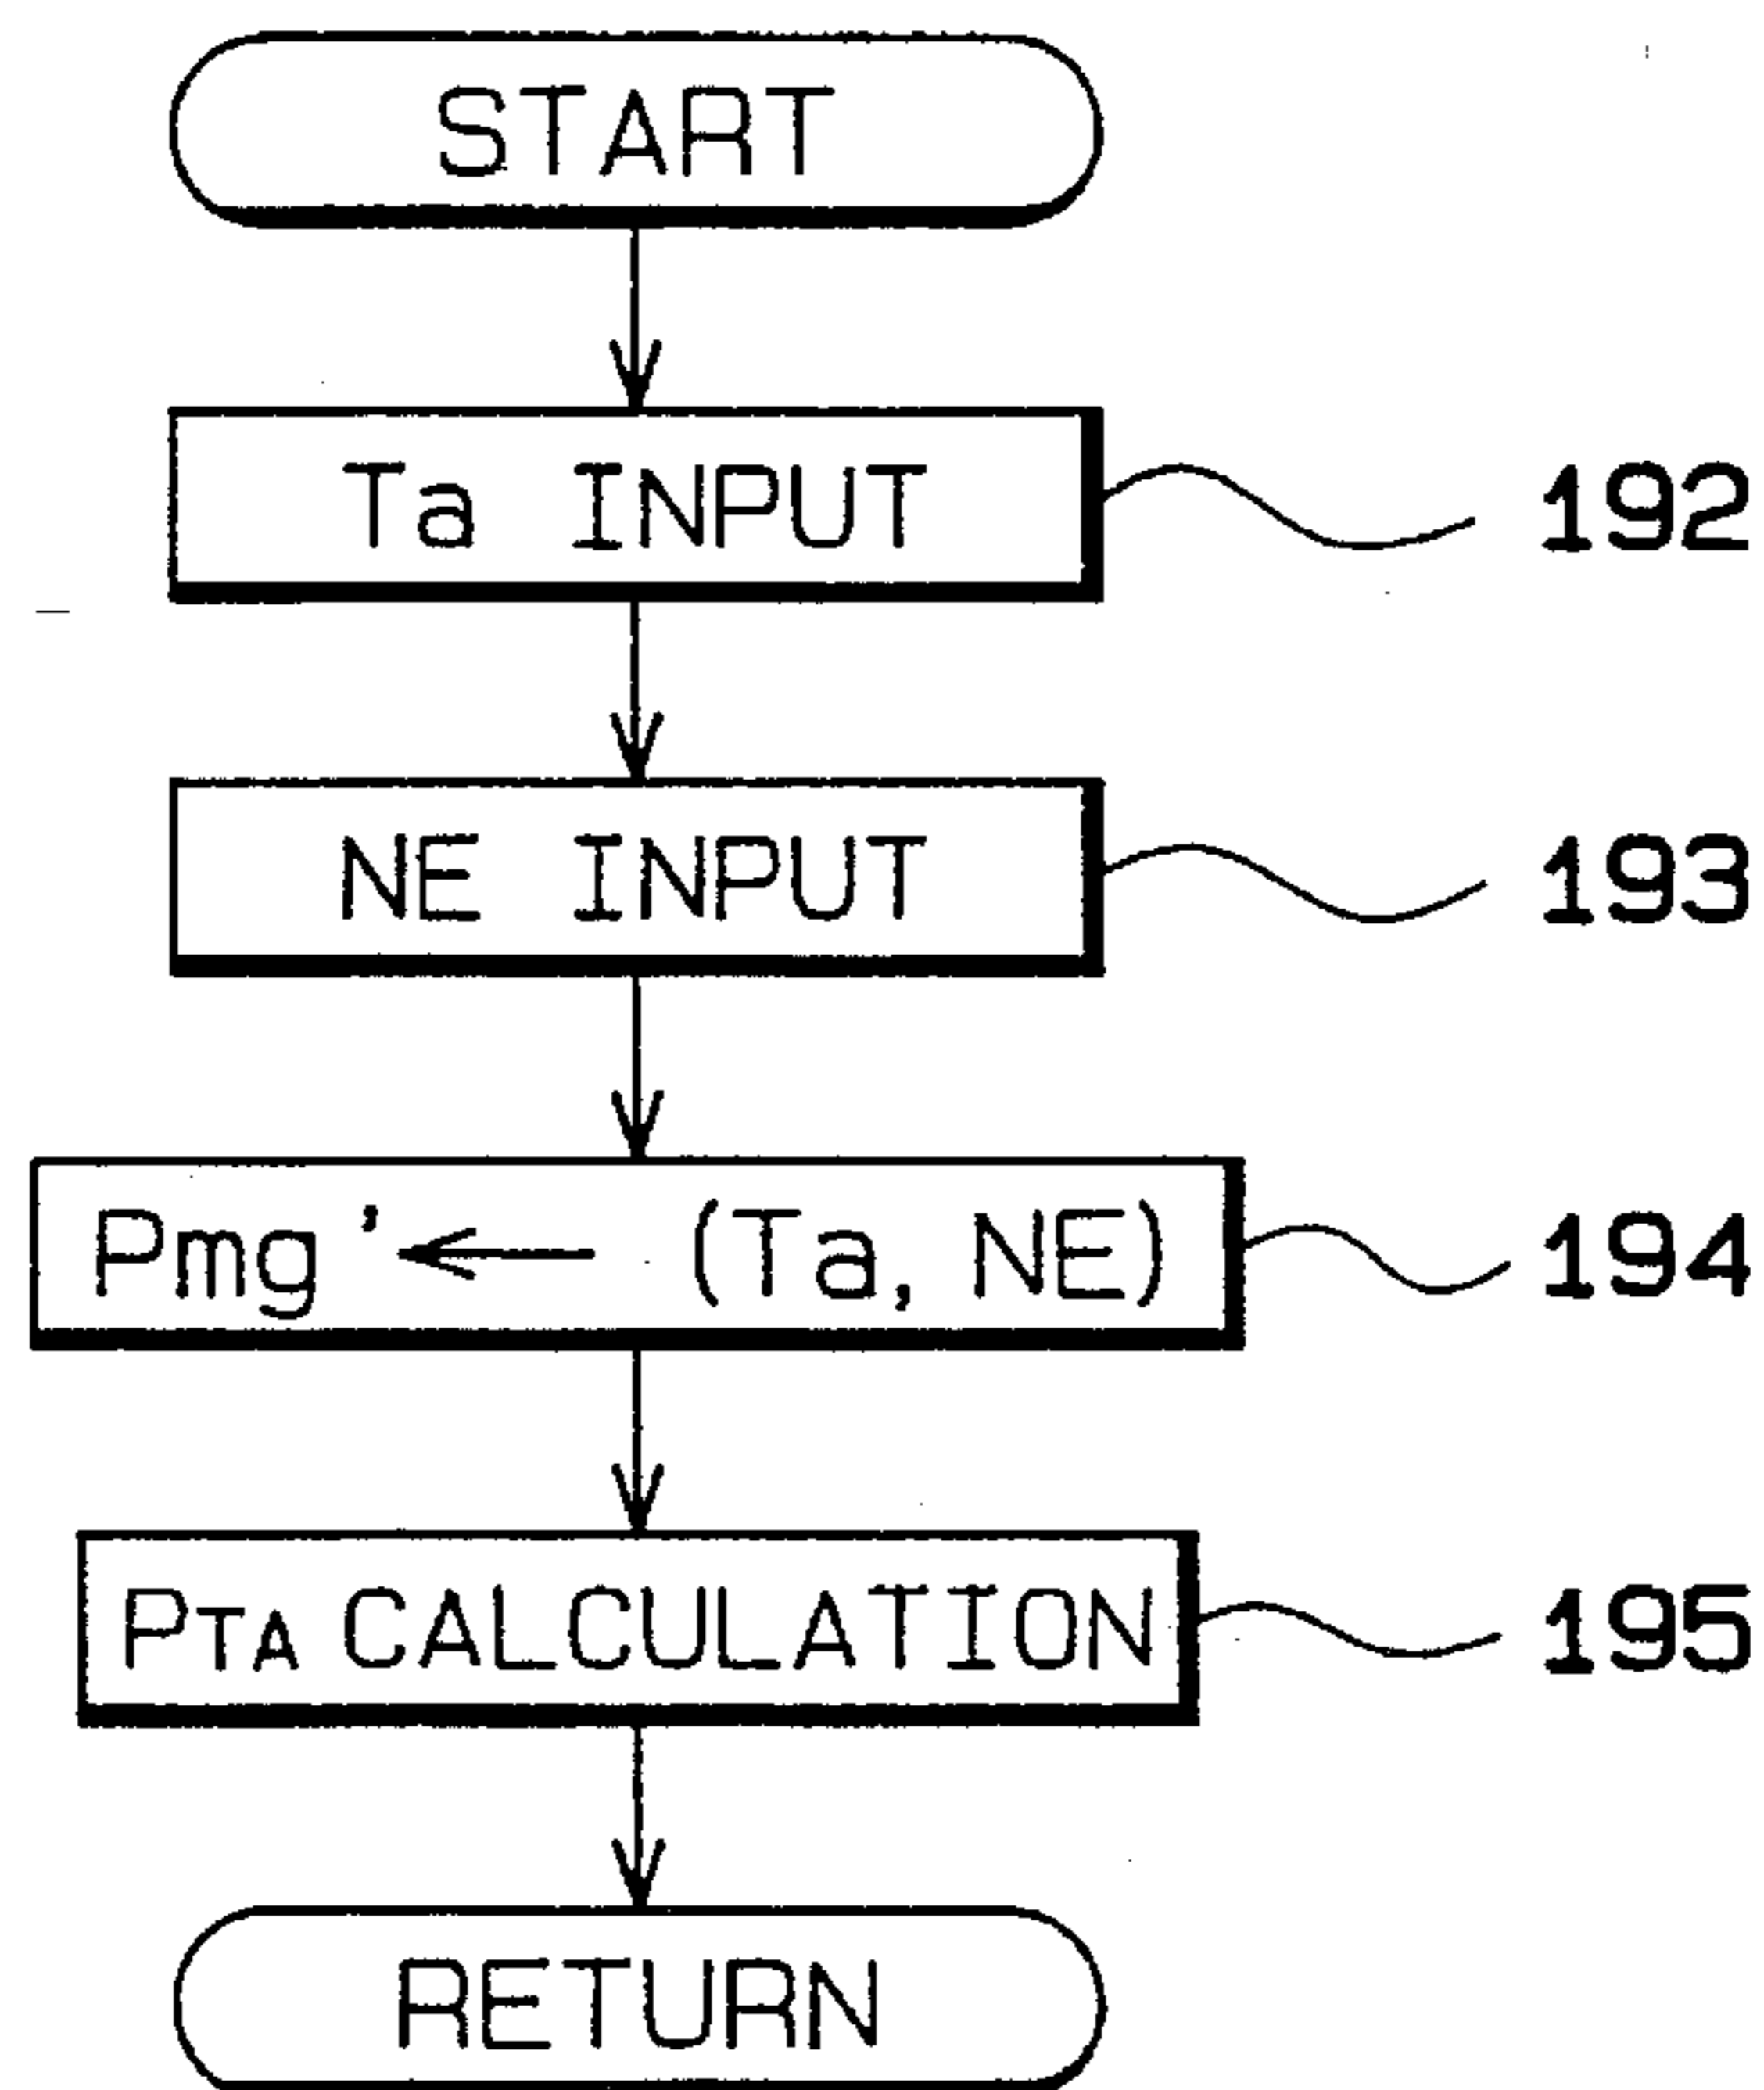 START
Ta INPUT 192
NE INPUT 193
Pmg' ← (Ta, NE) 194
PTA CALCULATION 195
RETURN